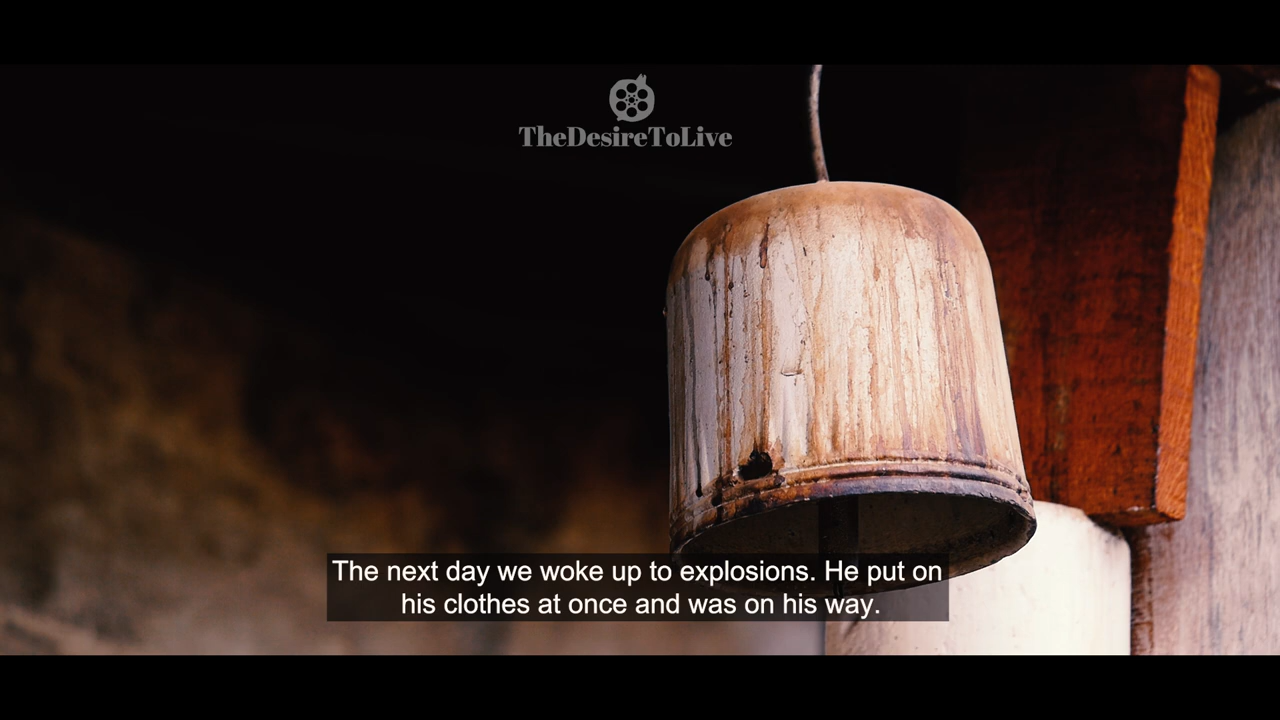 TheDesireToLive
The next day we woke up to explosions. He put on
his clothes at once and was on his way.